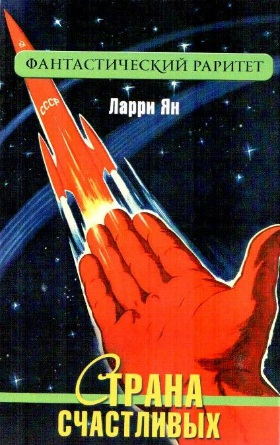 ФАНТАСТИЧЕСКИЙ РАРИТЕТ
Ларри Ян
СССР
СТРАНА
СЧАСТЛИВЫХ